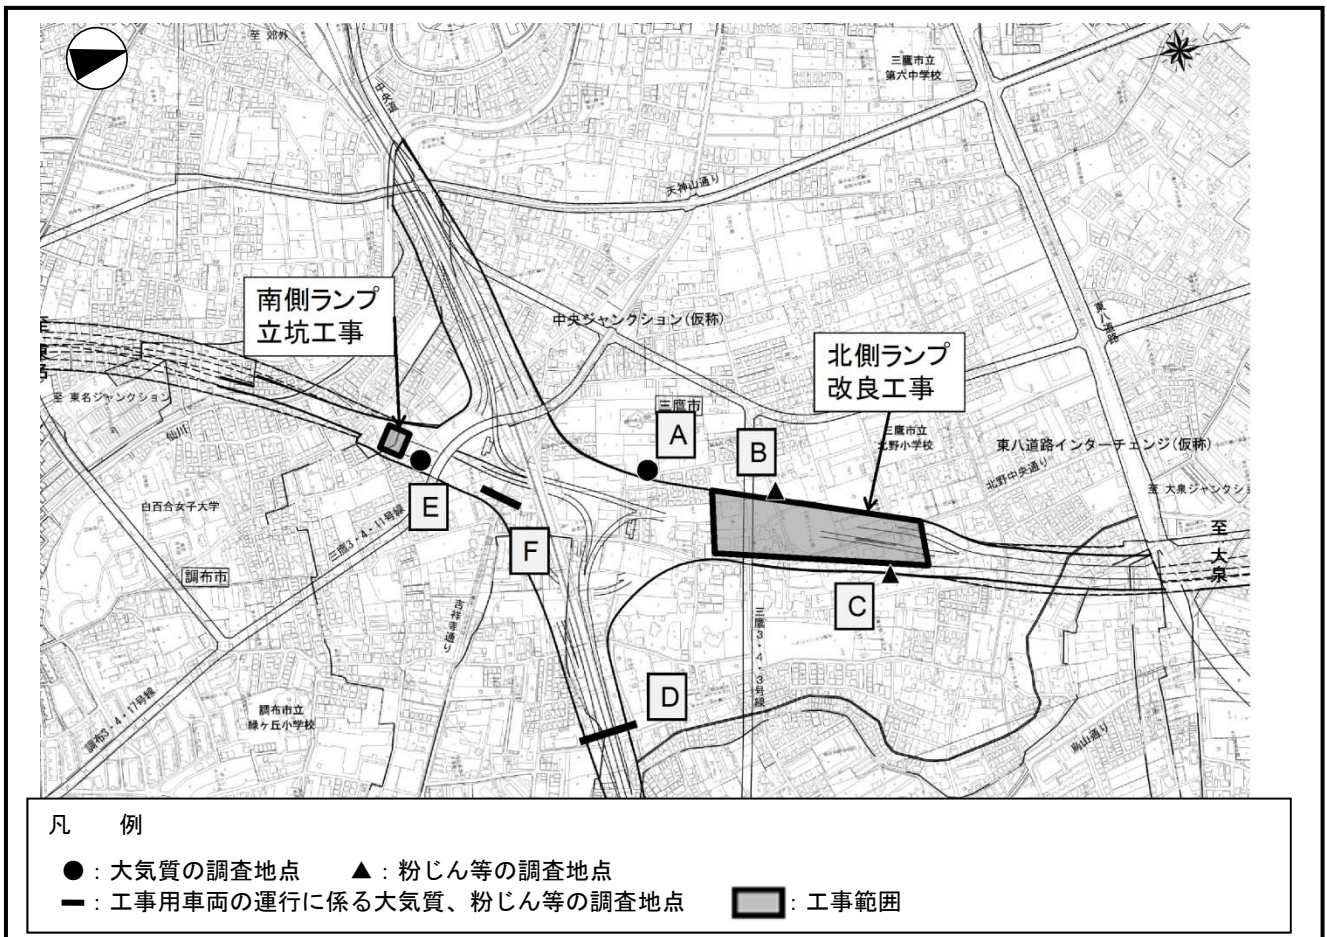 至 郊外
中央道
三鷹市立
第六中学校
天神山通り
東八道路
南側ランプ
立坑工事
中央ジャンクション(仮称)
北側ランプ
改良工事
至 東名
至 東名ジャンクション
仙川
三鷹市
A
B
三鷹市立
北野小学校
東八道路インターチェンジ(仮称)
北野中央通り
至 大泉ジャンクション
至 大泉
白百合女子大学
三鷹3・4・11号線
E
F
調布市
吉祥寺通り
C
三鷹3・4・3号線
D
調布3・4・17号線
調布市立
緑ヶ丘小学校
烏山通り
凡 例
●：大気質の調査地点 ▲：粉じん等の調査地点
━：工事用車両の運行に係る大気質、粉じん等の調査地点 ：工事範囲